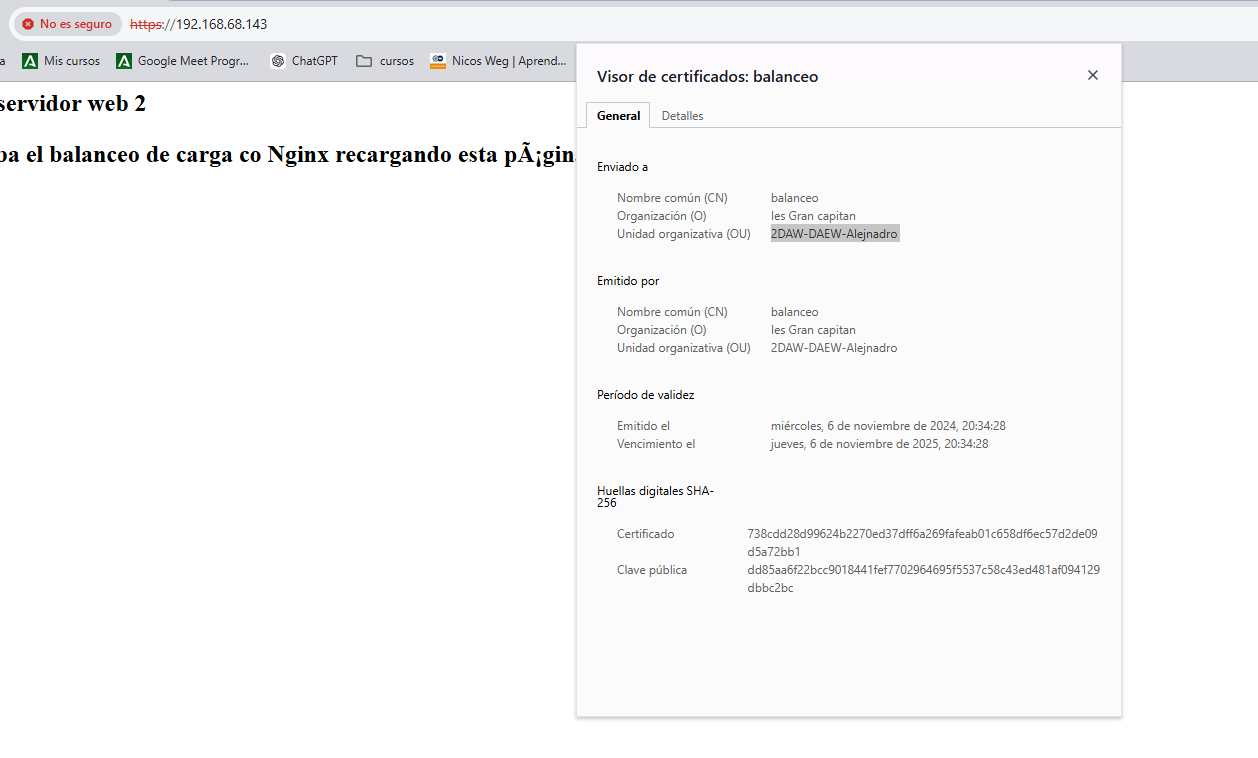 No es seguro https://192.168.68.143
a Mis cursos Google Meet Progr... ChatGPT cursos Nicos Weg | Aprend...
servidor web 2
ba el balanceo de carga co Nginx recargando esta pÃ¡gin
Visor de certificados: balanceo
General Detalles
Enviado a
Nombre común (CN) balanceo
Organización (O) Ies Gran capitan
Unidad organizativa (OU) 2DAW-DAEW-Alejnadro
Emitido por
Nombre común (CN) balanceo
Organización (O) Ies Gran capitan
Unidad organizativa (OU) 2DAW-DAEW-Alejnadro
Período de validez
Emitido el miércoles, 6 de noviembre de 2024, 20:34:28
Vencimiento el jueves, 6 de noviembre de 2025, 20:34:28
Huellas digitales SHA-
256
Certificado 738cdd28d99624b2270ed37dff6a269fafeab01c658df6ec57d2de09
d5a72bb1
Clave pública dd85aa6f22bcc9018441fef7702964695f5537c58c43ed481af094129
dbbc2bc